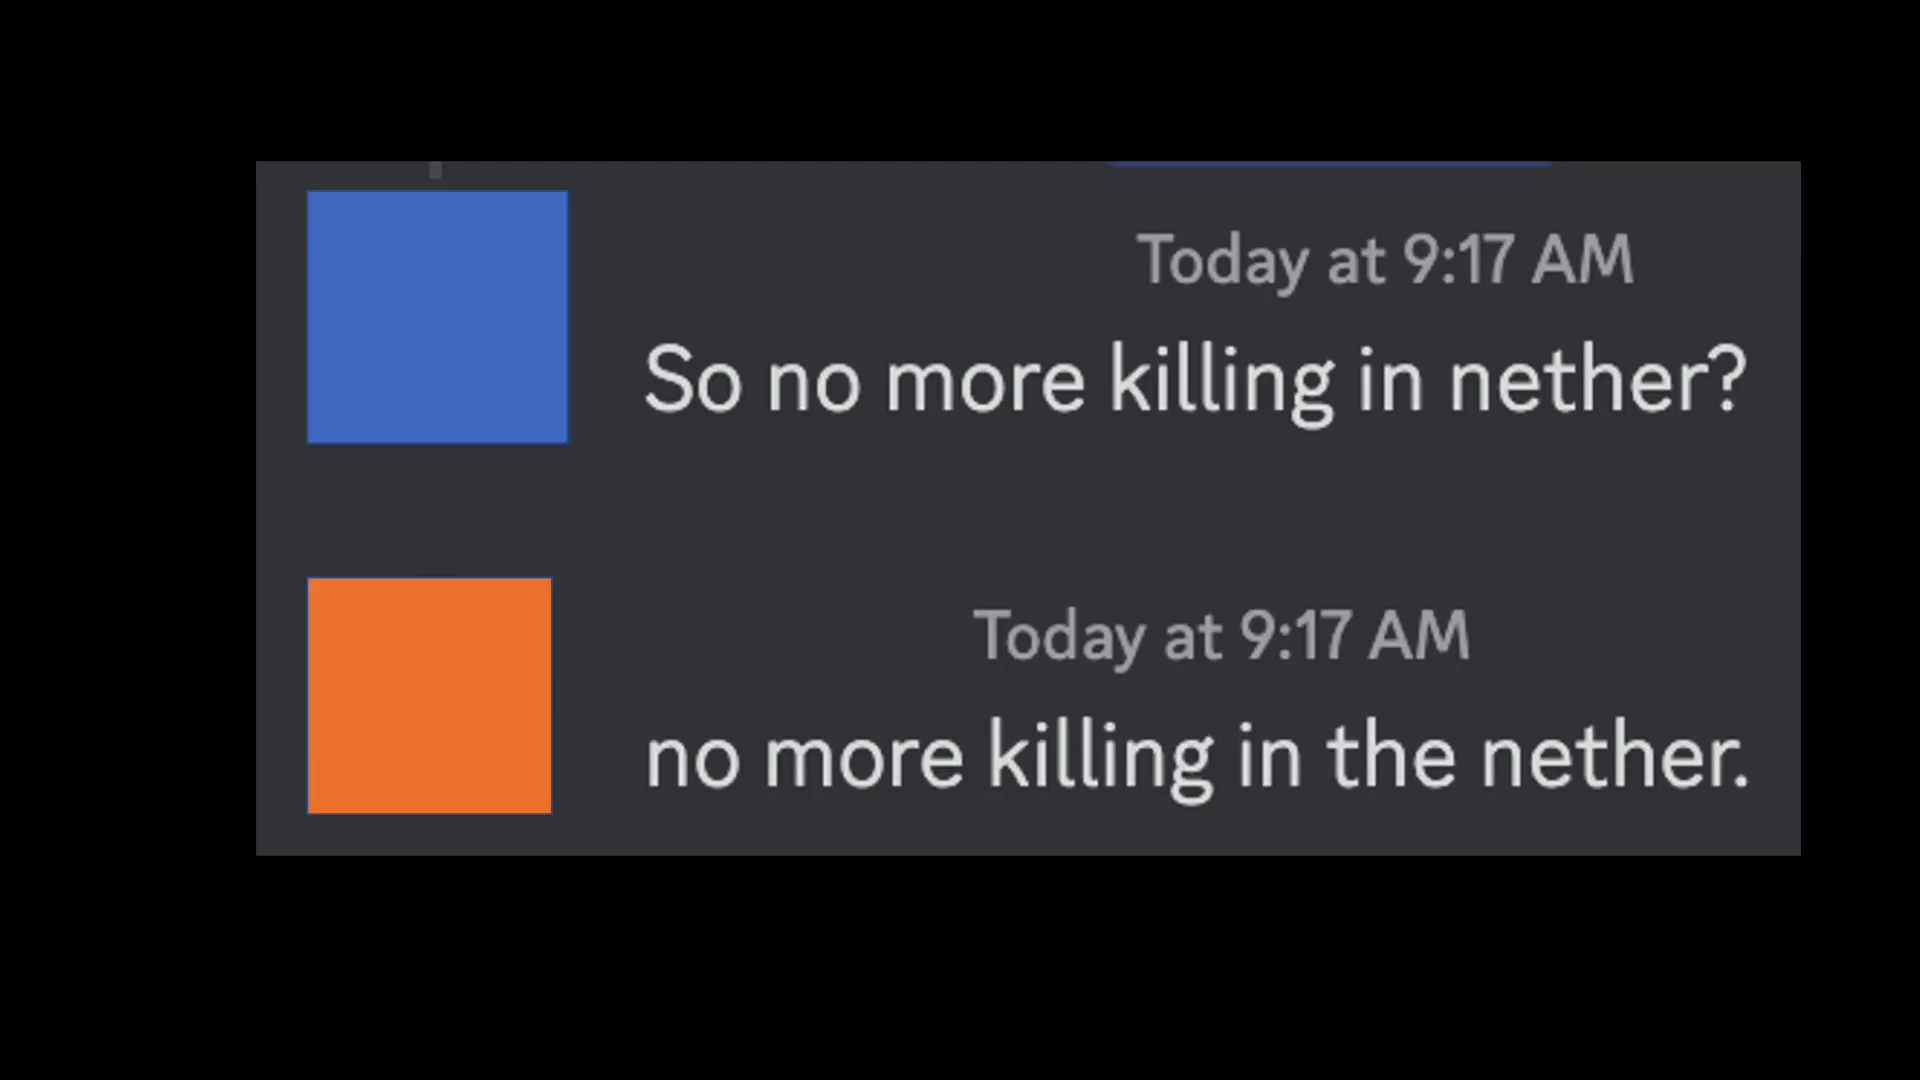 Today at 9:17 AM
So no more killing in nether?
Today at 9:17 AM
no more killing in the nether.